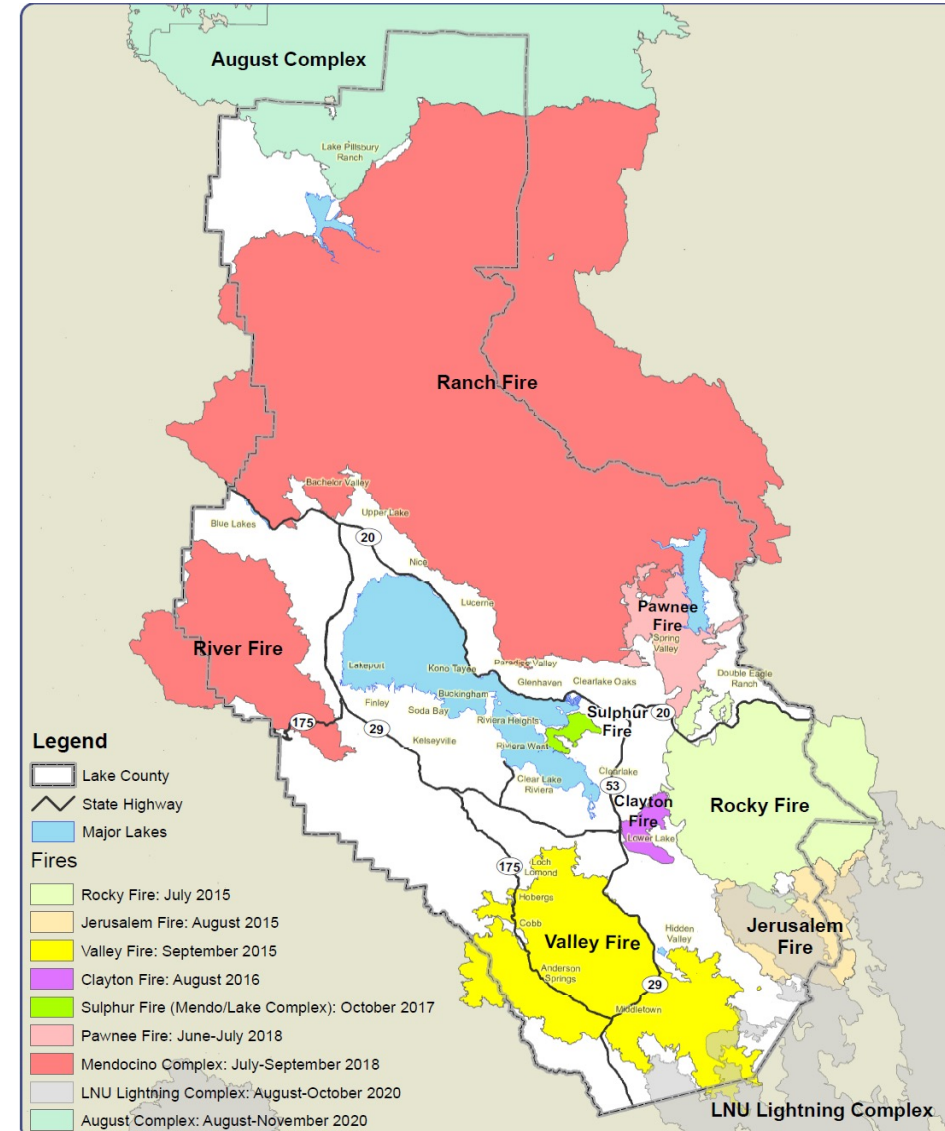 August Complex
Lake Pillsbury
Ranch
Ranch Fire
Bachelor Valley
Upper Lake
Blue Lakes
20
Nice
Lucerne
Pawnee
Fire
Spring
Valley
River Fire
Lakeport
Kono Tayee
Paradise Valley
Glenhaven
Clearlake Oaks
Double Eagle
Ranch
Buckingham
Finley
Soda Bay
Riviera Heights
Sulphur
Fire
20
175
29
Kelseyville
Riviera West
Clear Lake
Riviera
Clearlake
53
Clayton
Fire
Lower Lake
Rocky Fire
175
Loch
Lomond
Hobergs
Cobb
Valley Fire
Hidden
Valley
Jerusalem
Fire
Anderson
Springs
29
Middletown
LNU Lightning Complex
Legend
Lake County
State Highway
Major Lakes
Fires
Rocky Fire: July 2015
Jerusalem Fire: August 2015
Valley Fire: September 2015
Clayton Fire: August 2016
Sulphur Fire (Mendo/Lake Complex): October 2017
Pawnee Fire: June-July 2018
Mendocino Complex: July-September 2018
LNU Lightning Complex: August-October 2020
August Complex: August-November 2020